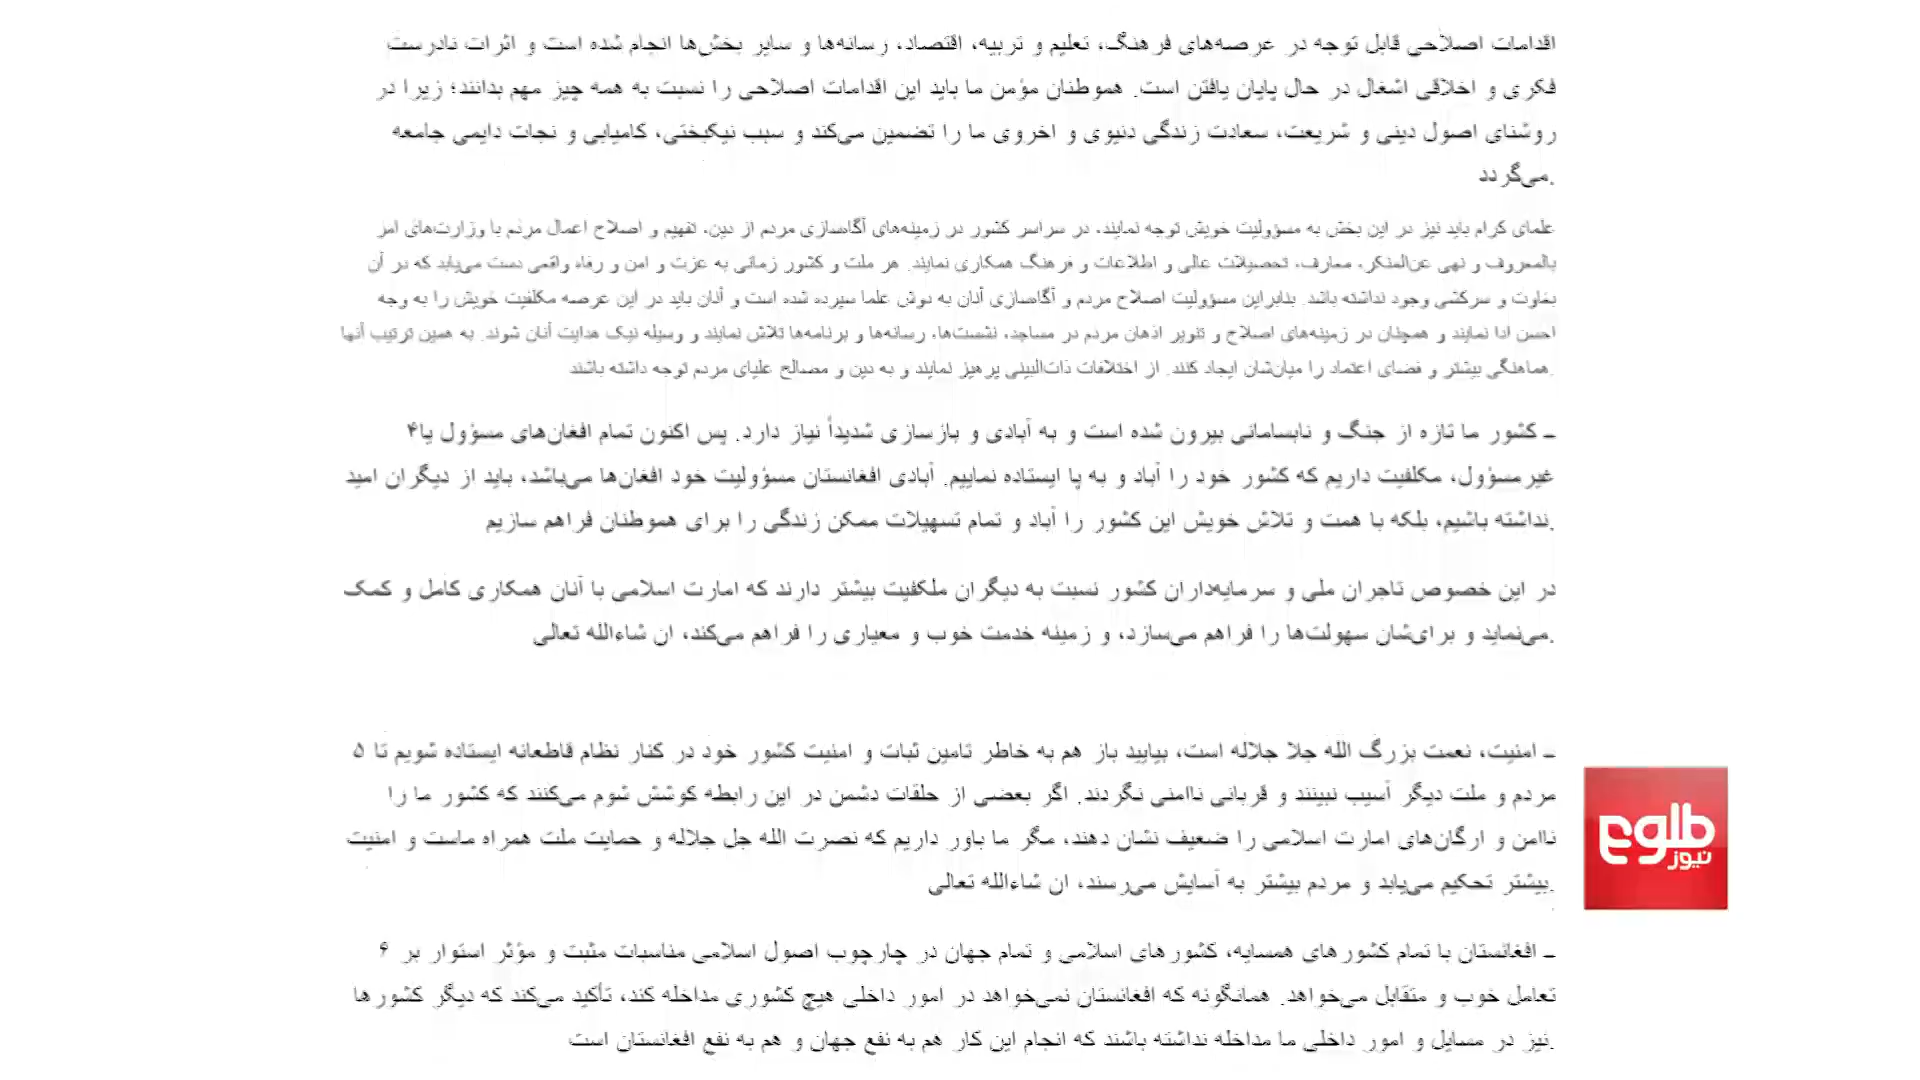 اقدامات اصلاحی قابل توجه در عرصه‌های فرهنگ، تعلیم و تربیه، اقتصاد، رسانه‌ها و سایر بخش‌ها انجام شده است و اثرات نادرست
فکری و اخلاقی اشغال در حال پایان یافتن است. هموطنان مؤمن ما باید این اقدامات اصلاحی را نسبت به همه چیز مهم بدانند؛ زیرا در
روشنای اصول دینی و شریعت، سعادت زندگی دنیوی و اخروی ما را تضمین می‌کند و سبب نیکبختی، کامیابی و نجات دایمی جامعه
می‌گردد.
علمای کرام باید نیز در این بخش به مسؤولیت خویش توجه نمایند، در سراسر کشور در زمینه‌های آگاه‌سازی مردم از دین، تفهیم و اصلاح اعمال مردم با وزارت‌های امر
بالمعروف و نهی عن‌المنکر، معارف، تحصیلات عالی و اطلاعات و فرهنگ همکاری نمایند. هر ملت و کشور زمانی به عزت و امن و رفاه واقعی دست می‌یابد که در آن
بغاوت و سرکشی وجود نداشته باشد. بنابراین مسؤولیت اصلاح مردم و آگاه‌سازی آنان به دوش علما سپرده شده است و آنان باید در این عرصه مکلفیت خویش را به وجه
احسن ادا نمایند و همچنان در زمینه‌های اصلاح و تنویر اذهان مردم در مساجد، نشست‌ها، رسانه‌ها و برنامه‌ها تلاش نمایند و وسیله نیک هدایت آنان شوند. به همین ترتیب آنها
هماهنگی بیشتر و فضای اعتماد را میان‌شان ایجاد کنند. از اختلافات ذات‌البینی پرهیز نمایند و به دین و مصالح علیای مردم توجه داشته باشند.
۴ـ کشور ما تازه از جنگ و نابسامانی بیرون شده است و به آبادی و بازسازی شدیداً نیاز دارد. پس اکنون تمام افغان‌های مسؤول یا
غیرمسؤول، مکلفیت داریم که کشور خود را آباد و به پا ایستاده نماییم. آبادی افغانستان مسؤولیت خود افغان‌ها می‌باشد، باید از دیگران امید
نداشته باشیم، بلکه با همت و تلاش خویش این کشور را آباد و تمام تسهیلات ممکن زندگی را برای هموطنان فراهم سازیم.
در این خصوص تاجران ملی و سرمایه‌داران کشور نسبت به دیگران ملکفیت بیشتر دارند که امارت اسلامی با آنان همکاری کامل و کمک
می‌نماید و برای‌شان سهولت‌ها را فراهم می‌سازد، و زمینه خدمت خوب و معیاری را فراهم می‌کند، ان شاءالله تعالی.
۵ ـ امنیت، نعمت بزرگ الله جلا جلاله است، بیایید باز هم به خاطر تامین ثبات و امنیت کشور خود در کنار نظام قاطعانه ایستاده شویم تا
مردم و ملت دیگر آسیب نبینند و قربانی ناامنی نگردند. اگر بعضی از حلقات دشمن در این رابطه کوشش شوم می‌کنند که کشور ما را
ناامن و ارگان‌های امارت اسلامی را ضعیف نشان دهند، مگر ما باور داریم که نصرت الله جل جلاله و حمایت ملت همراه ماست و امنیت
بیشتر تحکیم می‌یابد و مردم بیشتر به آسایش می‌رسند، ان شاءالله تعالی.
۶ ـ افغانستان با تمام کشورهای همسایه، کشورهای اسلامی و تمام جهان در چارچوب اصول اسلامی مناسبات مثبت و مؤثر استوار بر
تعامل خوب و متقابل می‌خواهد. همانگونه که افغانستان نمی‌خواهد در امور داخلی هیچ کشوری مداخله کند، تأکید می‌کند که دیگر کشورها
نیز در مسایل و امور داخلی ما مداخله نداشته باشند که انجام این کار هم به نفع جهان و هم به نفع افغانستان است.
طلوع
نیوز